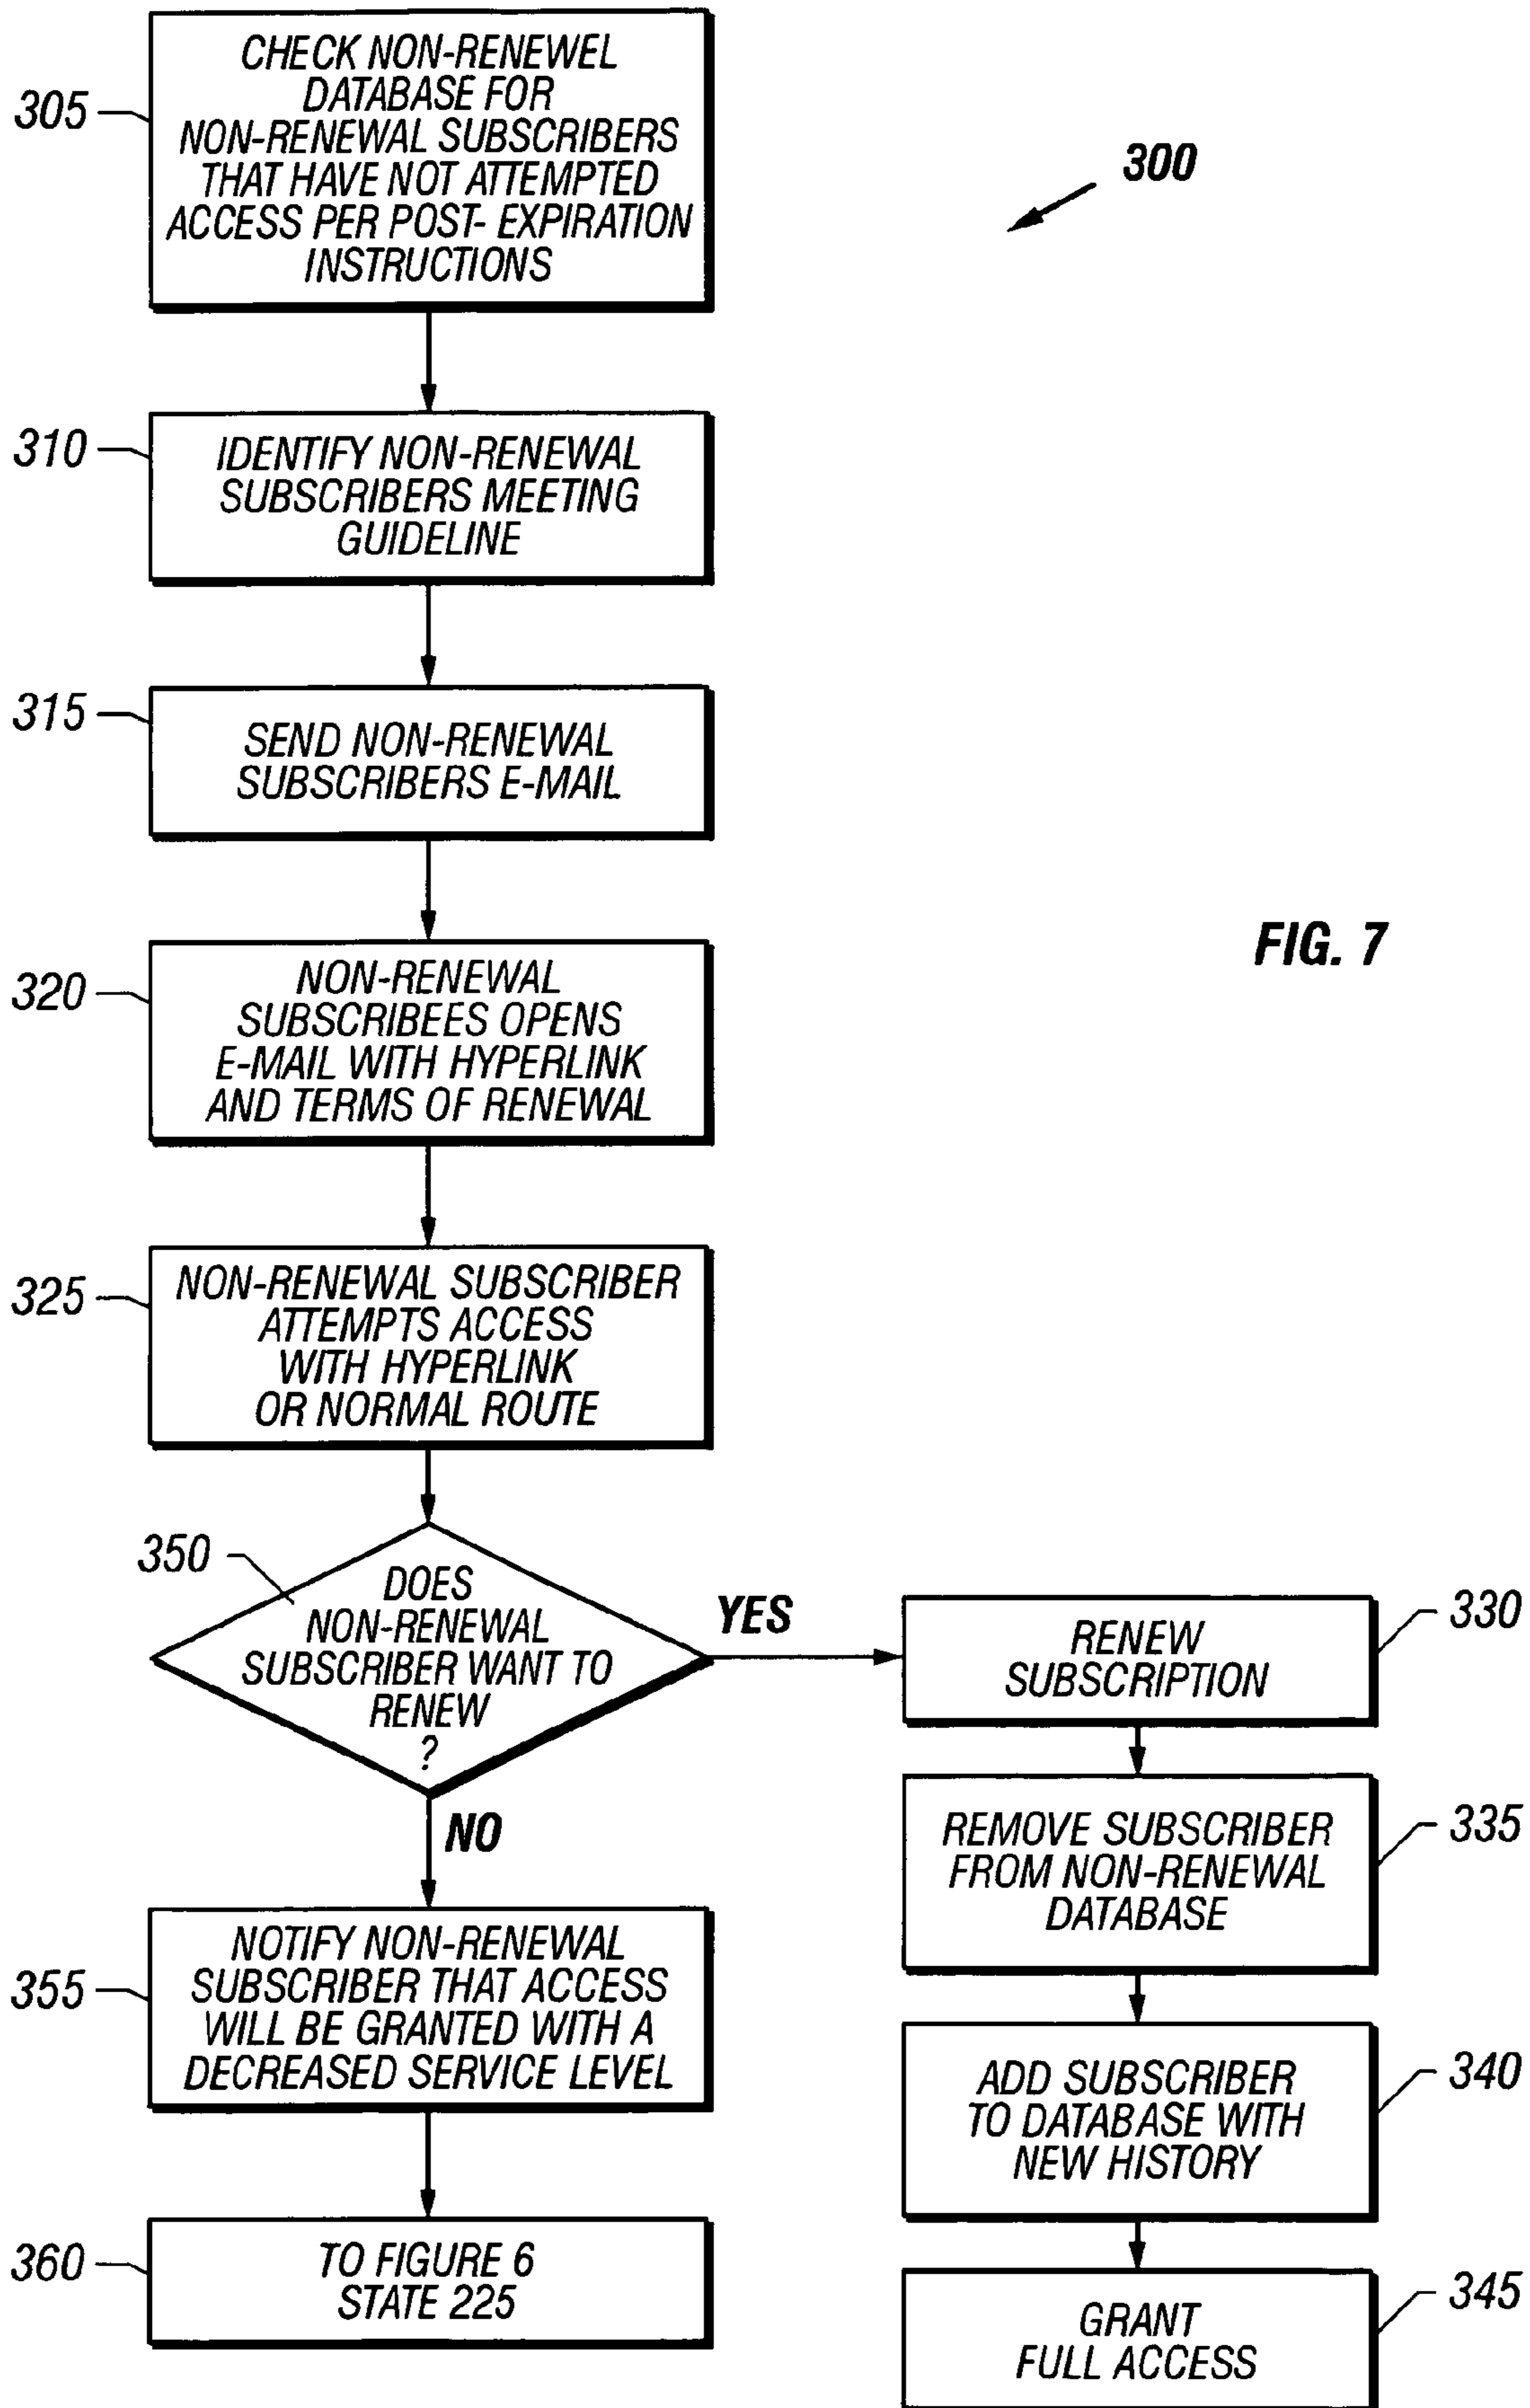 300
305
CHECK NON-RENEWEL
DATABASE FOR
NON-RENEWAL SUBSCRIBERS
THAT HAVE NOT ATTEMPTED
ACCESS PER POST- EXPIRATION
INSTRUCTIONS
310
IDENTIFY NON-RENEWAL
SUBSCRIBERS MEETING
GUIDELINE
315
SEND NON-RENEWAL
SUBSCRIBERS E-MAIL
FIG. 7
320
NON-RENEWAL
SUBSCRIBEES OPENS
E-MAIL WITH HYPERLINK
AND TERMS OF RENEWAL
325
NON-RENEWAL SUBSCRIBER
ATTEMPTS ACCESS
WITH HYPERLINK
OR NORMAL ROUTE
350
DOES
NON-RENEWAL
SUBSCRIBER WANT TO
RENEW
?
YES
NO
330
RENEW
SUBSCRIPTION
335
REMOVE SUBSCRIBER
FROM NON-RENEWAL
DATABASE
340
ADD SUBSCRIBER
TO DATABASE WITH
NEW HISTORY
345
GRANT
FULL ACCESS
355
NOTIFY NON-RENEWAL
SUBSCRIBER THAT ACCESS
WILL BE GRANTED WITH A
DECREASED SERVICE LEVEL
360
TO FIGURE 6
STATE 225